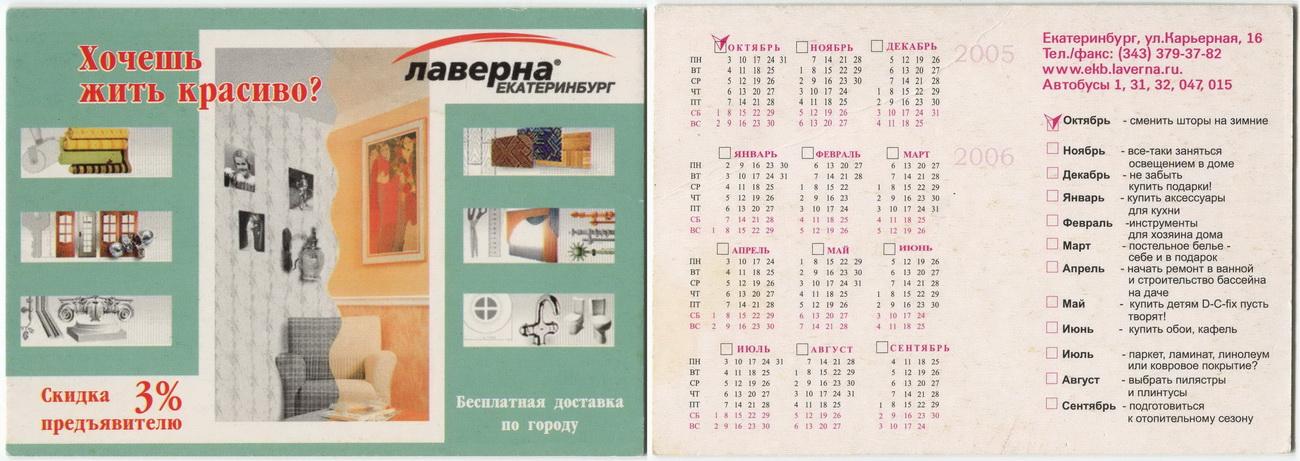 Хочешь
жить красиво?
лаверна®
ЕКАТЕРИНБУРГ
Скидка 3%
предъявителю
Бесплатная доставка
по городу
ОКТЯБРЬ НОЯБРЬ ДЕКАБРЬ 2005
ПН 3 10 17 24 31 7 14 21 28 5 12 19 26
ВТ 4 11 18 25 1 8 15 22 29 6 13 20 27
СР 5 12 19 26 2 9 16 23 30 7 14 21 28
ЧТ 6 13 20 27 3 10 17 24 1 8 15 22 29
ПТ 7 14 21 28 4 11 18 25 2 9 16 23 30
СБ 1 8 15 22 29 5 12 19 26 3 10 17 24 31
ВС 2 9 16 23 30 6 13 20 27 4 11 18 25
ЯНВАРЬ ФЕВРАЛЬ МАРТ 2006
ПН 2 9 16 23 30 6 13 20 27 6 13 20 27
ВТ 3 10 17 24 31 7 14 21 28 7 14 21 28
СР 4 11 18 25 1 8 15 22 1 8 15 22 29
ЧТ 5 12 19 26 2 9 16 23 2 9 16 23 30
ПТ 6 13 20 27 3 10 17 24 3 10 17 24 31
СБ 7 14 21 28 4 11 18 25 4 11 18 25
ВС 1 8 15 22 29 5 12 19 26 5 12 19 26
АПРЕЛЬ МАЙ ИЮНЬ
ПН 3 10 17 24 1 8 15 22 29 5 12 19 26
ВТ 4 11 18 25 2 9 16 23 30 6 13 20 27
СР 5 12 19 26 3 10 17 24 31 7 14 21 28
ЧТ 6 13 20 27 4 11 18 25 1 8 15 22 29
ПТ 7 14 21 28 5 12 19 26 2 9 16 23 30
СБ 1 8 15 22 29 6 13 20 27 3 10 17 24
ВС 2 9 16 23 30 7 14 21 28 4 11 18 25
ИЮЛЬ АВГУСТ СЕНТЯБРЬ
ПН 3 10 17 24 31 7 14 21 28 4 11 18 25
ВТ 4 11 18 25 1 8 15 22 29 5 12 19 26
СР 5 12 19 26 2 9 16 23 30 6 13 20 27
ЧТ 6 13 20 27 3 10 17 24 31 7 14 21 28
ПТ 7 14 21 28 4 11 18 25 1 8 15 22 29
СБ 1 8 15 22 29 5 12 19 26 2 9 16 23 30
ВС 2 9 16 23 30 6 13 20 27 3 10 17 24
Екатеринбург, ул.Карьерная, 16
Тел./факс: (343) 379-37-82
www.ekb.laverna.ru.
Автобусы 1, 31, 32, 047, 015
Октябрь - сменить шторы на зимние
Ноябрь - все-таки заняться
освещением в доме
Декабрь - не забыть
купить подарки!
Январь - купить аксессуары
для кухни
Февраль -инструменты
для хозяина дома
Март - постельное белье -
себе и в подарок
Апрель - начать ремонт в ванной
и строительство бассейна
на даче
Май - купить детям D-C-fix пусть
творят!
Июнь - купить обои, кафель
Июль - паркет, ламинат, линолеум
или ковровое покрытие?
Август - выбрать пилястры
и плинтусы
Сентябрь - подготовиться
к отопительному сезону